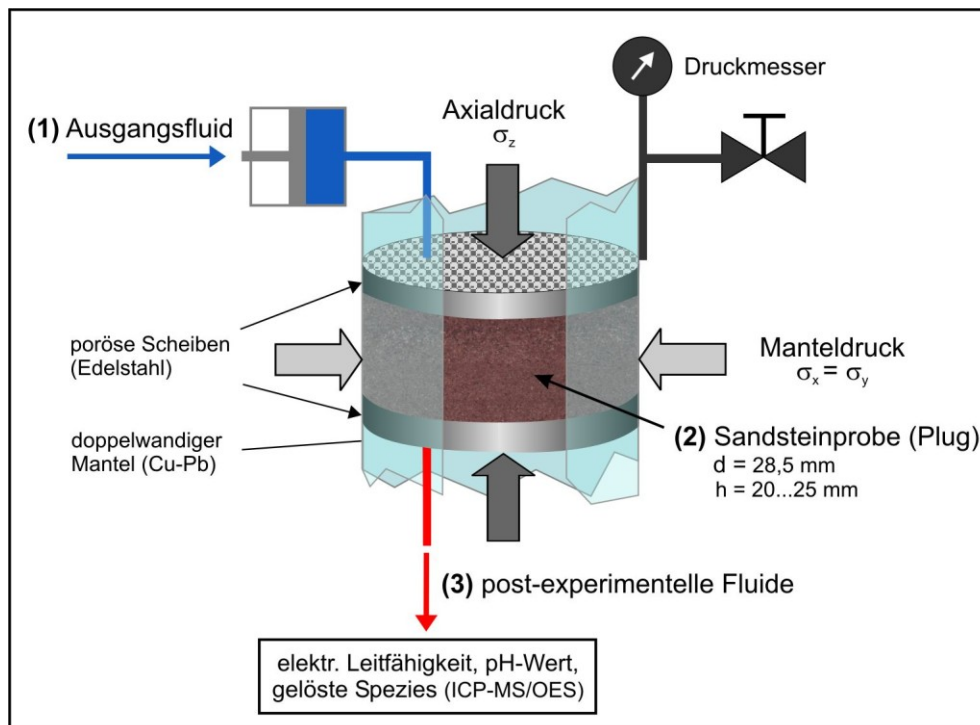 Druckmesser
(1) Ausgangsfluid
Axialdruck
σz
poröse Scheiben
(Edelstahl)
Manteldruck
σx = σy
doppelwandiger
Mantel (Cu-Pb)
(2) Sandsteinprobe (Plug)
d = 28,5 mm
h = 20...25 mm
(3) post-experimentelle Fluide
elektr. Leitfähigkeit, pH-Wert,
gelöste Spezies (ICP-MS/OES)